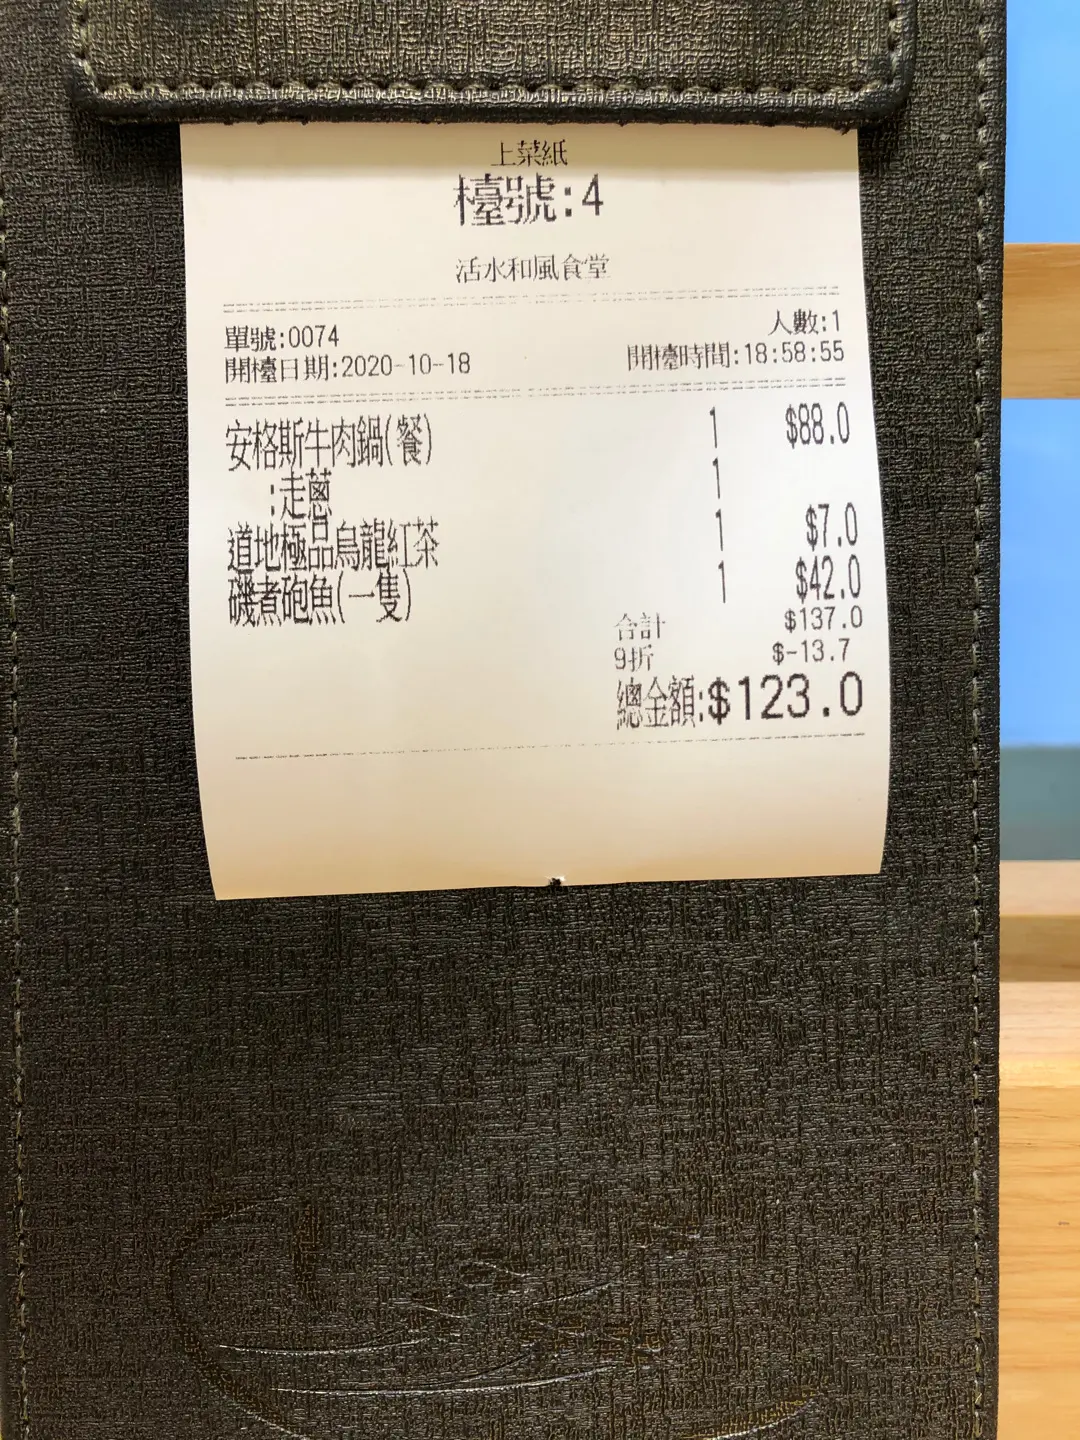 上菜紙
檯號:4
活水和風食堂
單號:0074 人數:1
開檯日期:2020-10-18 開檯時間:18:58:55
安格斯牛肉鍋(餐) 1 $88.0
:走蔥 1
道地極品烏龍紅茶 1 $7.0
磯煮砲魚(一隻) 1 $42.0
合計 $137.0
9折 $-13.7
總金額:$123.0